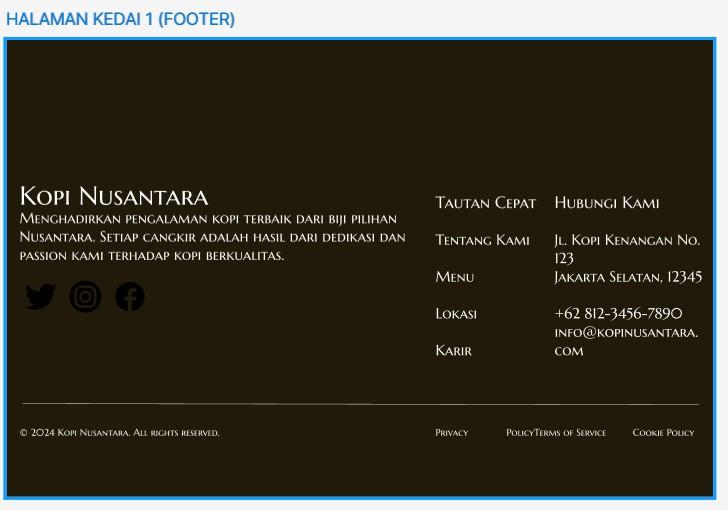 HALAMAN KEDAI 1 (FOOTER)
Kopi Nusantara
Menghadirkan pengalaman kopi terbaik dari biji pilihan
Nusantara. Setiap cangkir adalah hasil dari dedikasi dan
passion kami terhadap kopi berkualitas.
Tautan Cepat
Tentang Kami
Menu
Lokasi
Karir
Hubungi Kami
Jl. Kopi Kenangan No.
123
Jakarta Selatan, 12345
+62 812-3456-7890
info@kopinusantara.
com
© 2024 Kopi Nusantara. All rights reserved.
Privacy PolicyTerms of Service Cookie Policy